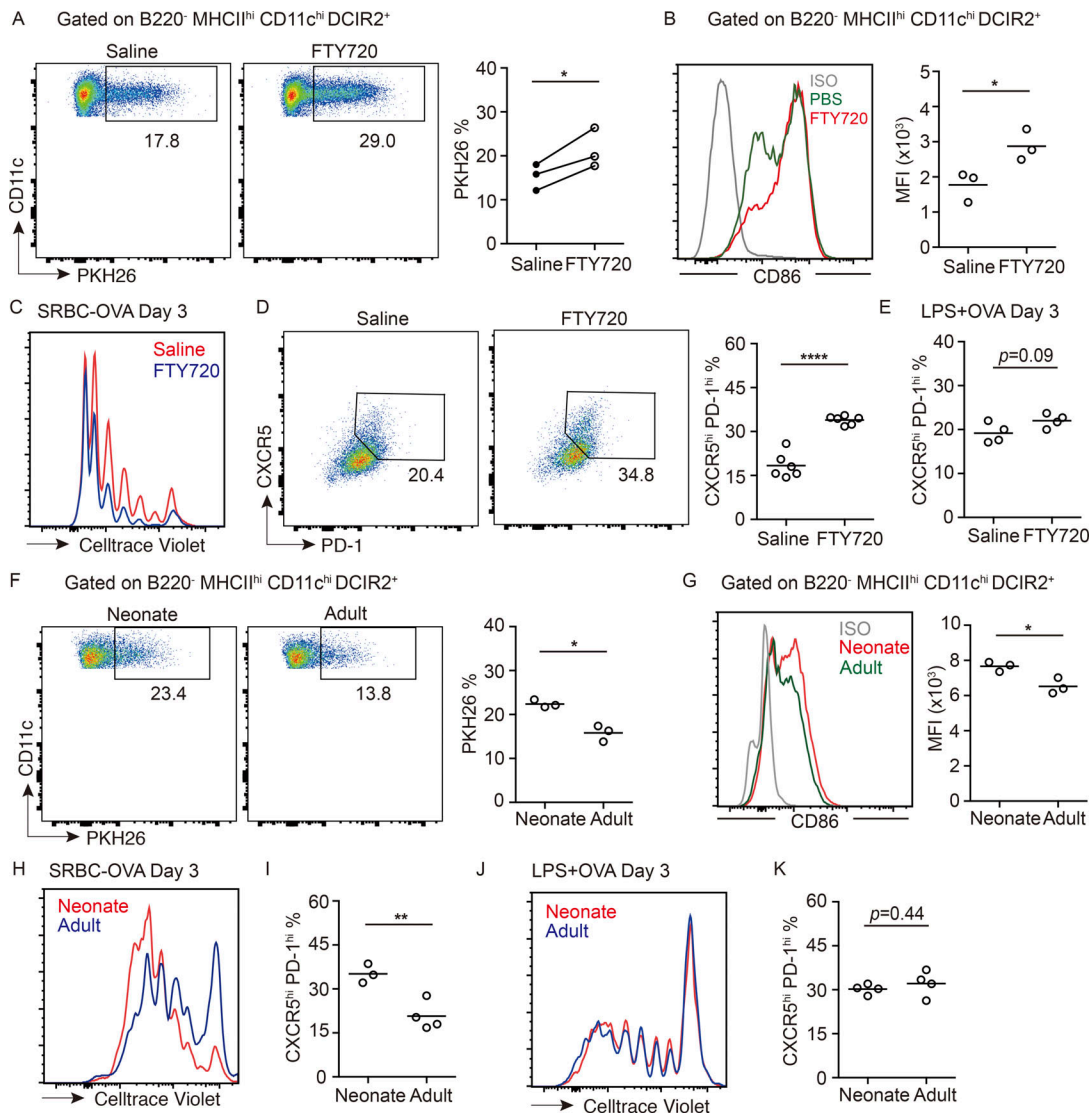 A Gated on B220⁻ MHCIIʰⁱ CD11cʰⁱ DCIR2⁺
Saline FTY720
17.8 29.0
CD11c
PKH26
PKH26 %
40
30
20
10
0
*
Saline FTY720
B Gated on B220⁻ MHCIIʰⁱ CD11cʰⁱ DCIR2⁺
ISO
PBS
FTY720
CD86
MFI (x10³)
5
4
3
2
1
0
*
Saline FTY720
C SRBC-OVA Day 3
Saline
FTY720
Celltrace Violet
D
Saline FTY720
20.4 34.8
CXCR5
PD-1
CXCR5ʰⁱ PD-1ʰⁱ %
60
45
30
15
0
****
Saline FTY720
E LPS+OVA Day 3
CXCR5ʰⁱ PD-1ʰⁱ %
40
30
20
10
0
p=0.09
Saline FTY720
F Gated on B220⁻ MHCIIʰⁱ CD11cʰⁱ DCIR2⁺
Neonate Adult
23.4 13.8
CD11c
PKH26
PKH26 %
40
30
20
10
0
*
Neonate Adult
G Gated on B220⁻ MHCIIʰⁱ CD11cʰⁱ DCIR2⁺
ISO
Neonate
Adult
CD86
MFI (x10³)
10
8
6
4
2
0
*
Neonate Adult
H SRBC-OVA Day 3
Neonate
Adult
Celltrace Violet
I
CXCR5ʰⁱ PD-1ʰⁱ %
60
45
30
15
0
**
Neonate Adult
J LPS+OVA Day 3
Neonate
Adult
Celltrace Violet
K
CXCR5ʰⁱ PD-1ʰⁱ %
60
45
30
15
0
p=0.44
Neonate Adult